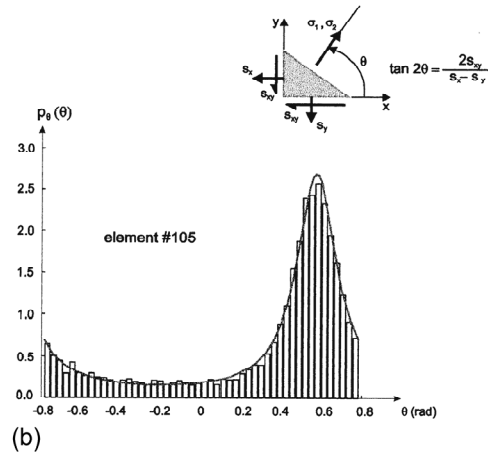 y
σ₁, σ₂
θ
sₓ
sₓᵧ
sₓᵧ
sᵧ
x
tan 2θ = 2sₓᵧ / sₓ – sᵧ
pθ(θ)
3.0
2.5
2.0
1.5
1.0
0.5
0.0
element #105
-0.8 -0.6 -0.4 -0.2 0 0.2 0.4 0.6 0.8 θ (rad)
(b)